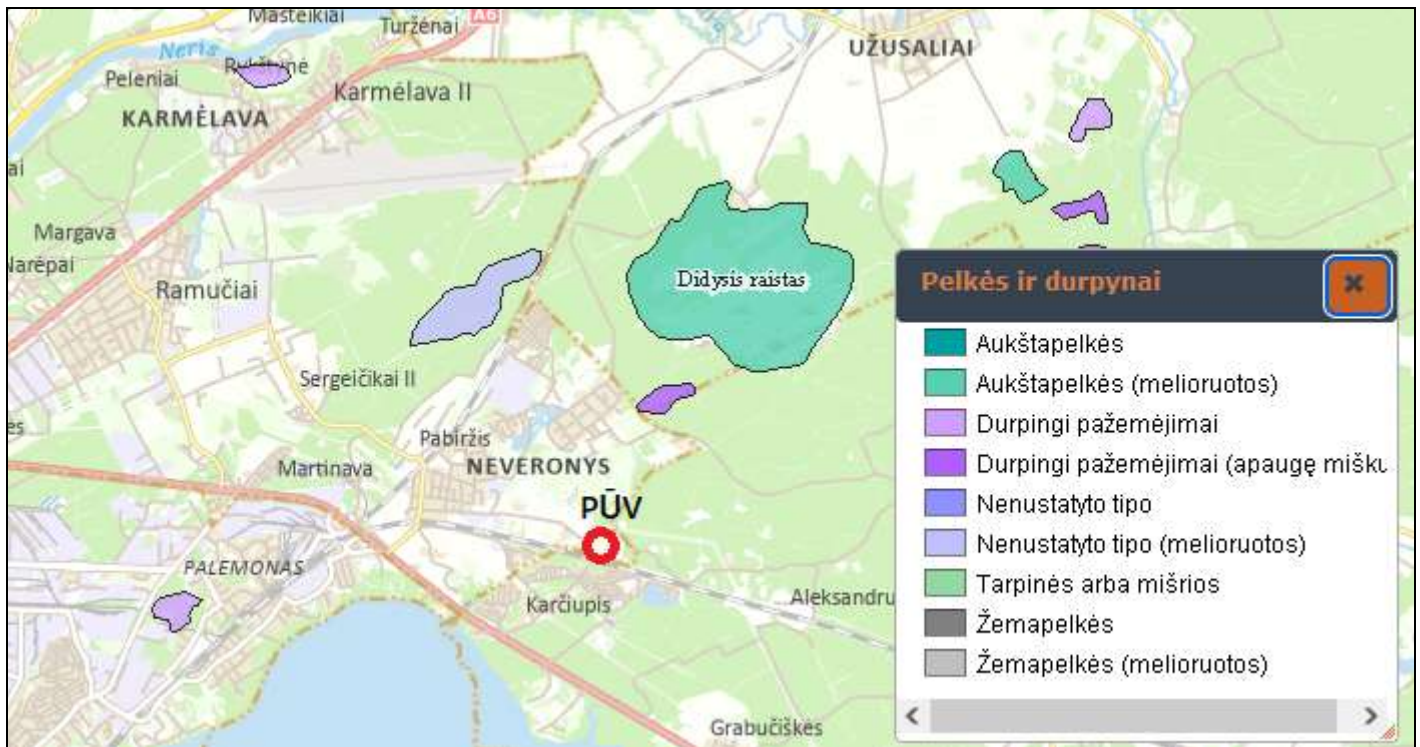 Masteikiai
Turžėnai
A6
Neris
UŽUSALIAI
Peleniai
Karmėlava II
KARMĖLAVA
ai
Margava
Narėpai
Ramučiai
Didysis raistas
Sergeičikai II
Pabiržis
NEVERONYS
Martinava
PŪV
PALEMONAS
Karčiupis
Aleksandru
Grabučiškės
Pelkės ir durpynai
Aukštapelkės
Aukštapelkės (melioruotos)
Durpingi pažemėjimai
Durpingi pažemėjimai (apaugę mišku
Nenustatyto tipo
Nenustatyto tipo (melioruotos)
Tarpinės arba mišrios
Žemapelkės
Žemapelkės (melioruotos)